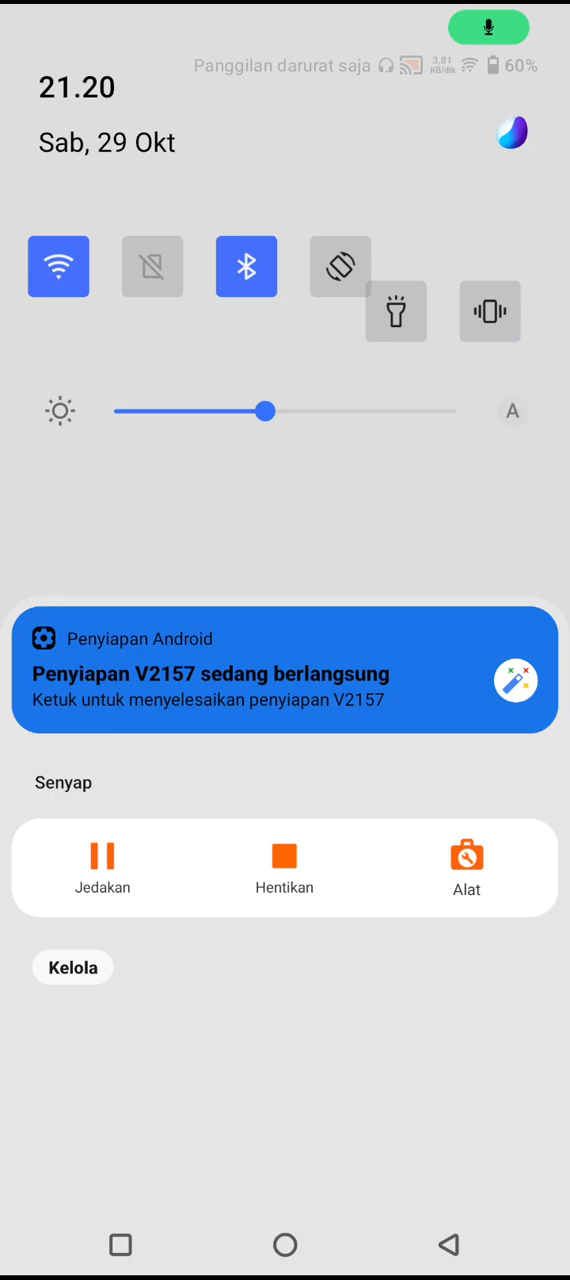 Panggilan darurat saja 3,81 KB/dtk 60%
21.20
Sab, 29 Okt
A
Penyiapan Android
Penyiapan V2157 sedang berlangsung
Ketuk untuk menyelesaikan penyiapan V2157
Senyap
Jedakan Hentikan Alat
Kelola